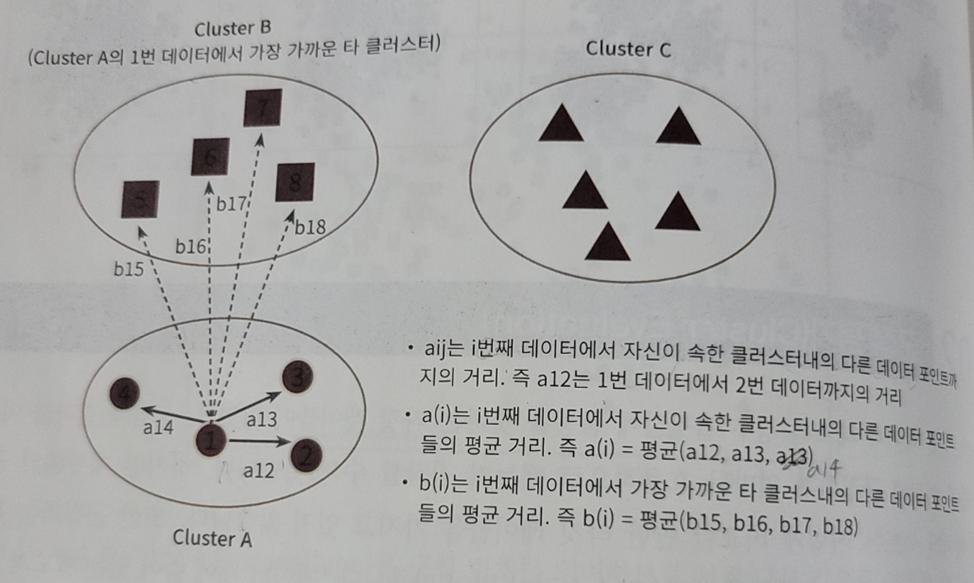 Cluster B
(Cluster A의 1번 데이터에서 가장 가까운 타 클러스터)
Cluster C
7
6
8
5
b17
b18
b16
b15
4
3
a14
a13
1
2
a12
Cluster A
• aij는 i번째 데이터에서 자신이 속한 클러스터내의 다른 데이터 포인트까
지의 거리. 즉 a12는 1번 데이터에서 2번 데이터까지의 거리
• a(i)는 i번째 데이터에서 자신이 속한 클러스터내의 다른 데이터 포인트
들의 평균 거리. 즉 a(i) = 평균(a12, a13, a13)
a14
• b(i)는 i번째 데이터에서 가장 가까운 타 클러스내의 다른 데이터 포인트
들의 평균 거리. 즉 b(i) = 평균(b15, b16, b17, b18)